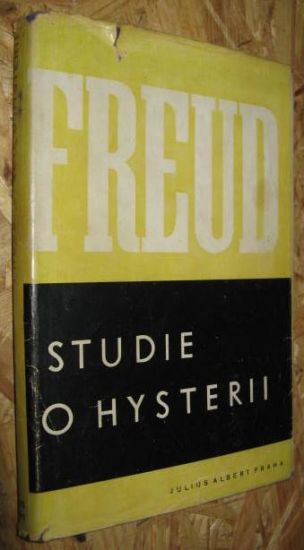 FREUD
STUDIE
O HYSTERII
JULIUS ALBERT PRAHA